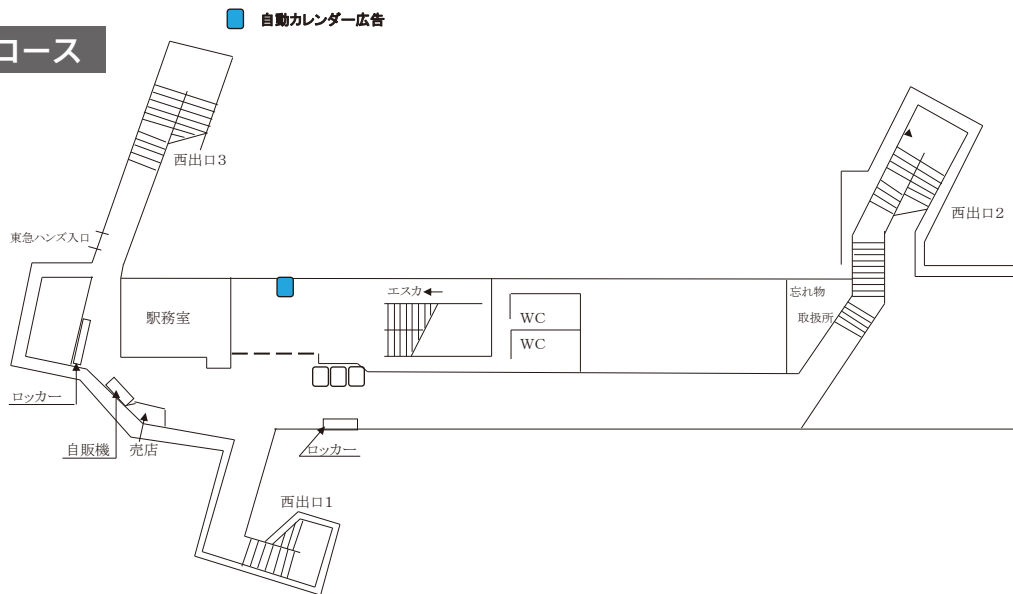 自動カレンダー広告
コース
西出口3
東急ハンズ入口
西出口2
エスカ
忘れ物
取扱所
駅務室
WC
WC
ロッカー
自販機
売店
ロッカー
西出口1